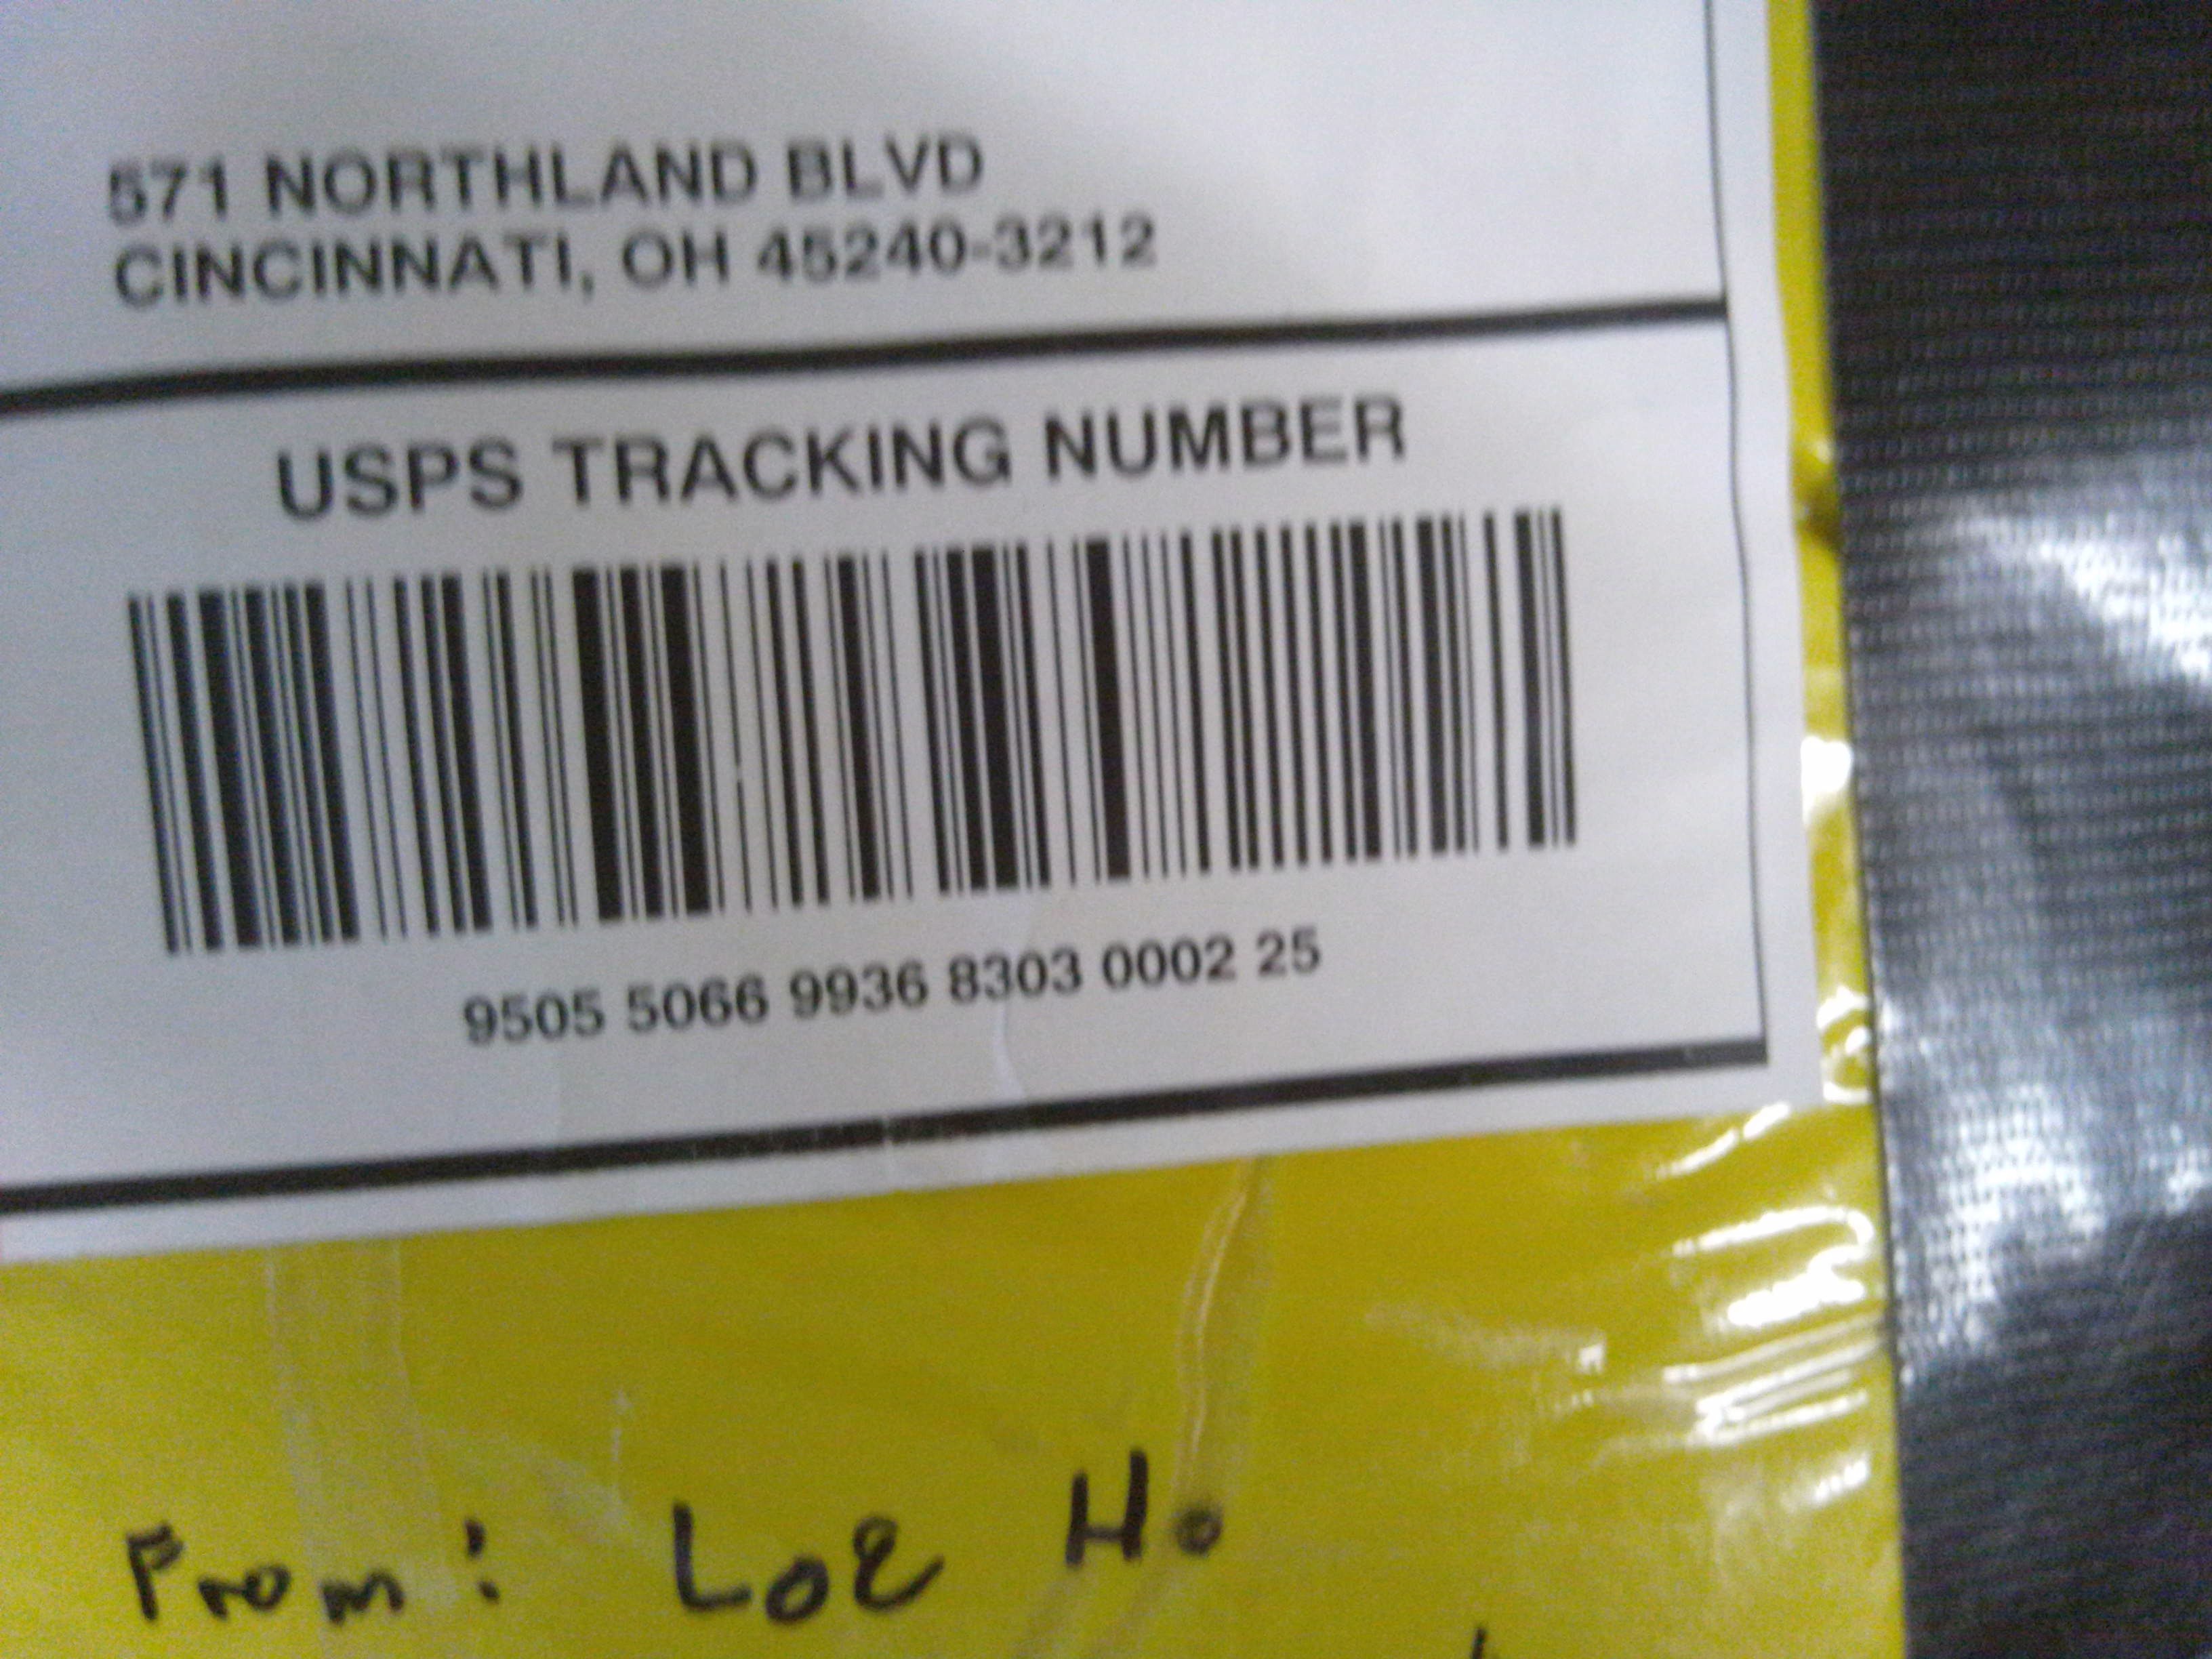 571 NORTHLAND BLVD
CINCINNATI, OH 45240-3212
USPS TRACKING NUMBER
9505 5066 9936 8303 0002 25
From: Loe Ho